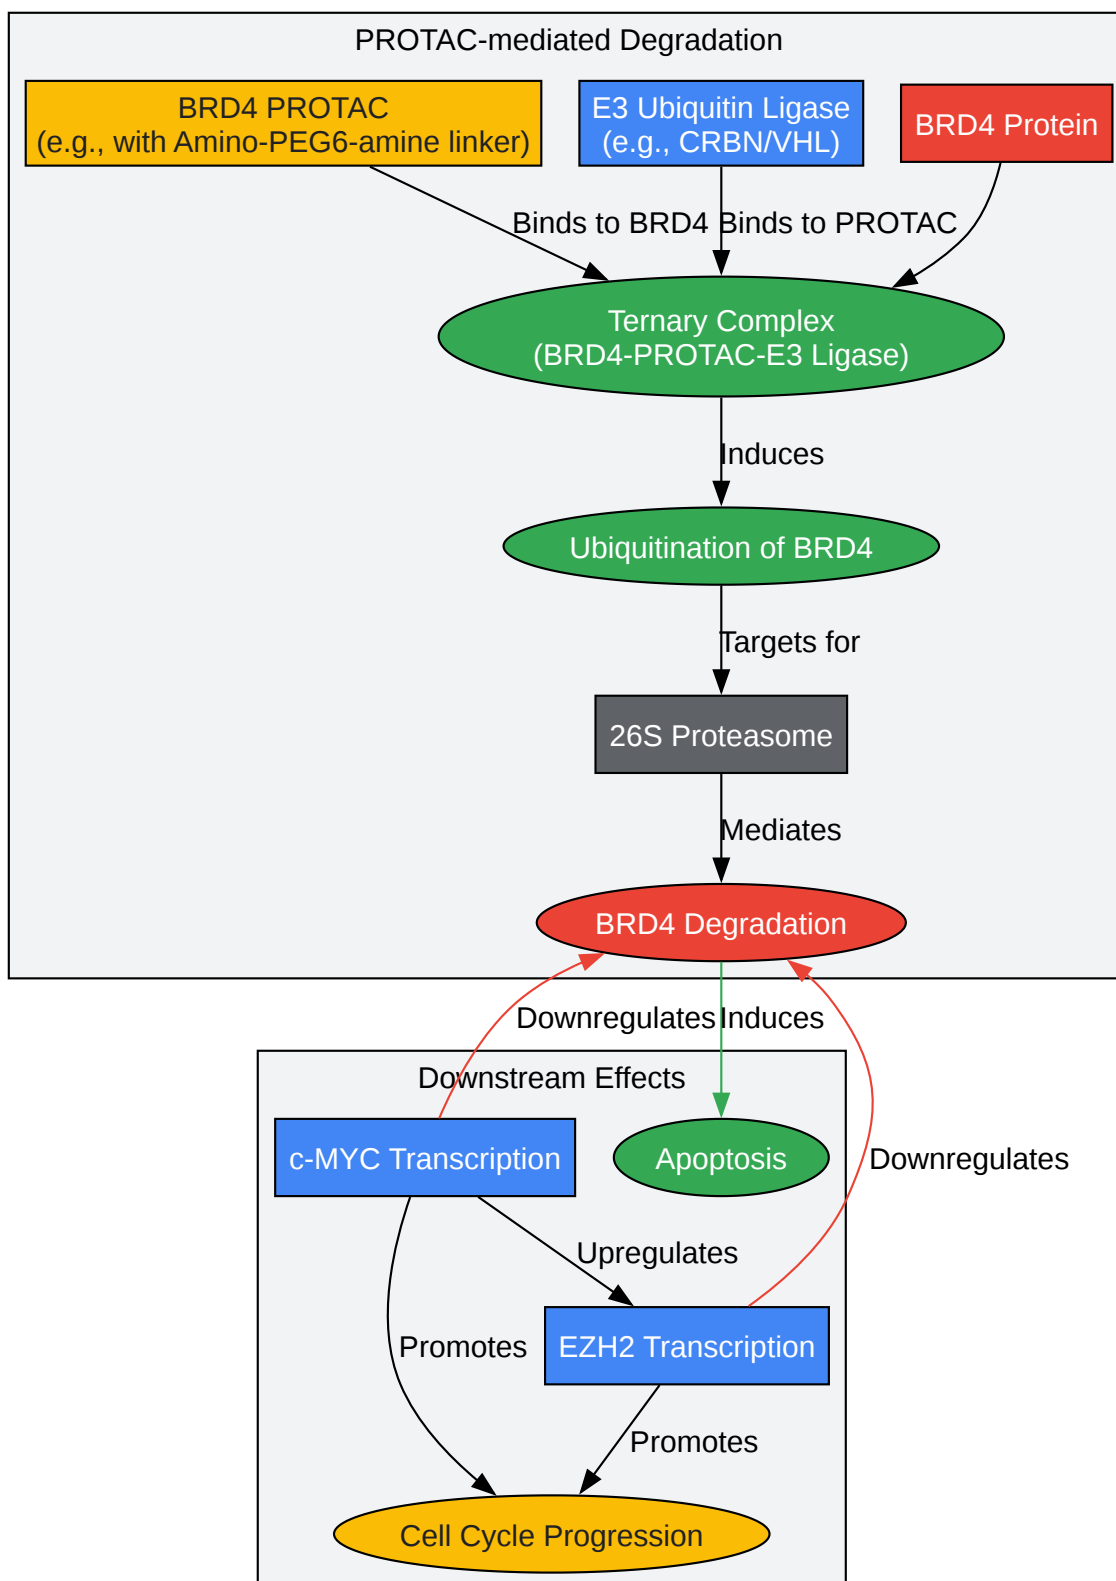 PROTAC-mediated Degradation
BRD4 PROTAC
(e.g., with Amino-PEG6-amine linker)
E3 Ubiquitin Ligase
(e.g., CRBN/VHL)
BRD4 Protein
Binds to BRD4
Binds to PROTAC
Ternary Complex
(BRD4-PROTAC-E3 Ligase)
Induces
Ubiquitination of BRD4
Targets for
26S Proteasome
Mediates
BRD4 Degradation
Downregulates
Induces
Downstream Effects
c-MYC Transcription
Apoptosis
Downregulates
Upregulates
EZH2 Transcription
Promotes
Promotes
Cell Cycle Progression